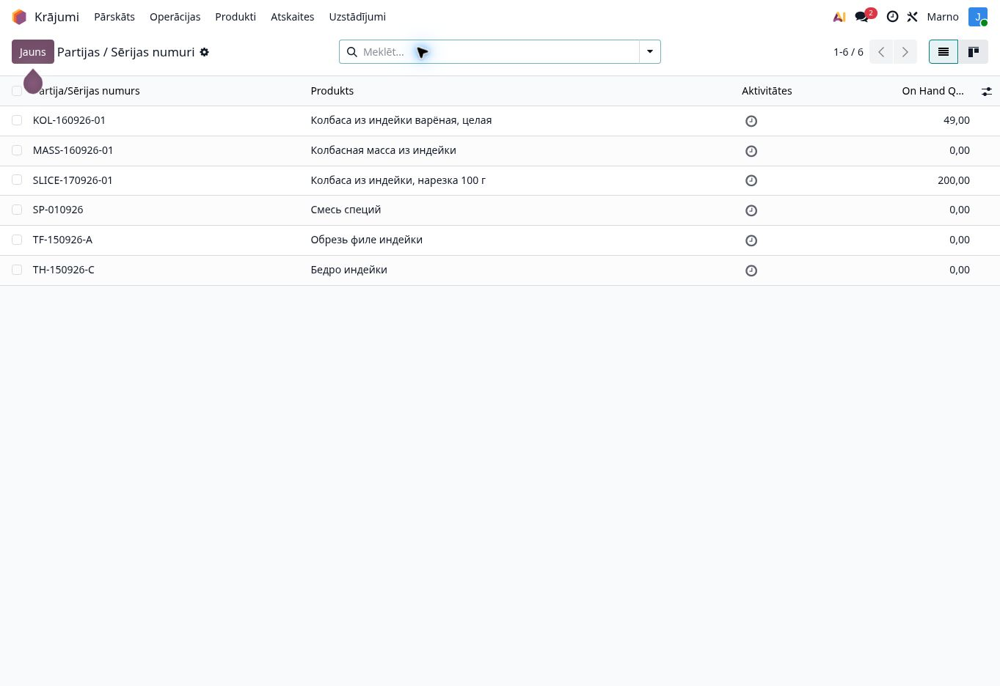 Krājumi Pārskāts Operācijas Produkti Atskaites Uzstādījumi AI 2 Marno J
Jauns Partijas / Sērijas numuri Meklēt... 1-6 / 6
artija/Sērijas numurs Produkts Aktivitātes On Hand Q...
KOL-160926-01 Колбаса из индейки варёная, целая 49,00
MASS-160926-01 Колбасная масса из индейки 0,00
SLICE-170926-01 Колбаса из индейки, нарезка 100 г 200,00
SP-010926 Смесь специй 0,00
TF-150926-A Обрезь филе индейки 0,00
TH-150926-C Бедро индейки 0,00